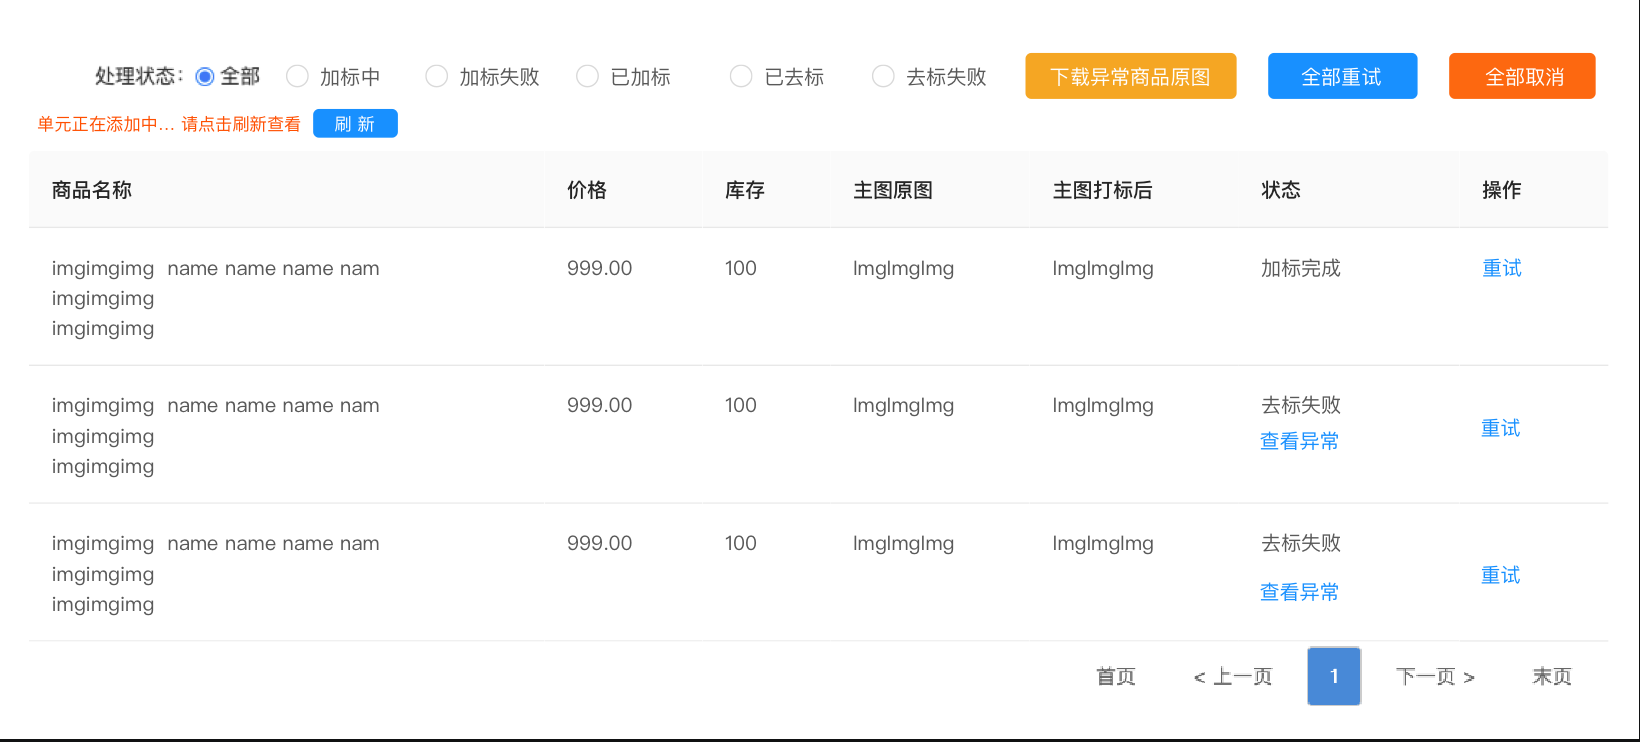 处理状态： 全部 加标中 加标失败 已加标 已去标 去标失败 下载异常商品原图 全部重试 全部取消
单元正在添加中... 请点击刷新查看 刷 新
商品名称 价格 库存 主图原图 主图打标后 状态 操作
imgimgimg name name name nam 999.00 100 ImgImgImg ImgImgImg 加标完成 重试
imgimgimg
imgimgimg
imgimgimg name name name nam 999.00 100 ImgImgImg ImgImgImg 去标失败
imgimgimg 查看异常 重试
imgimgimg
imgimgimg name name name nam 999.00 100 ImgImgImg ImgImgImg 去标失败
imgimgimg 查看异常 重试
imgimgimg
首页 < 上一页 1 下一页 > 末页